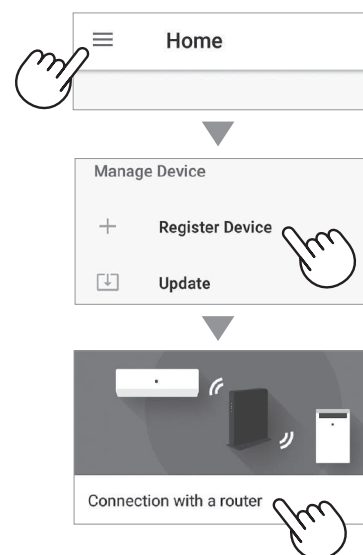 Home
Manage Device
Register Device
Update
Connection with a router